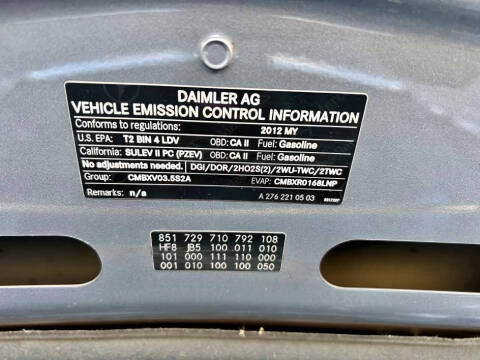 DAIMLER AG
VEHICLE EMISSION CONTROL INFORMATION
Conforms to regulations: 2012 MY
U.S. EPA: T2 BIN 4 LDV OBD: CA II Fuel: Gasoline
California: SULEV II PC (PZEV) OBD: CA II Fuel: Gasoline
No adjustments needed. DGI/DOR/2HO2S(2)/2WU-TWC/2TWC
Group: CMBXV03.5S2A EVAP: CMBXR0168LNP
Remarks: n/a A 276 221 05 03
851 729 710 792 108
HF8 JB5 100 011 010
101 000 111 110 000
001 010 100 100 050